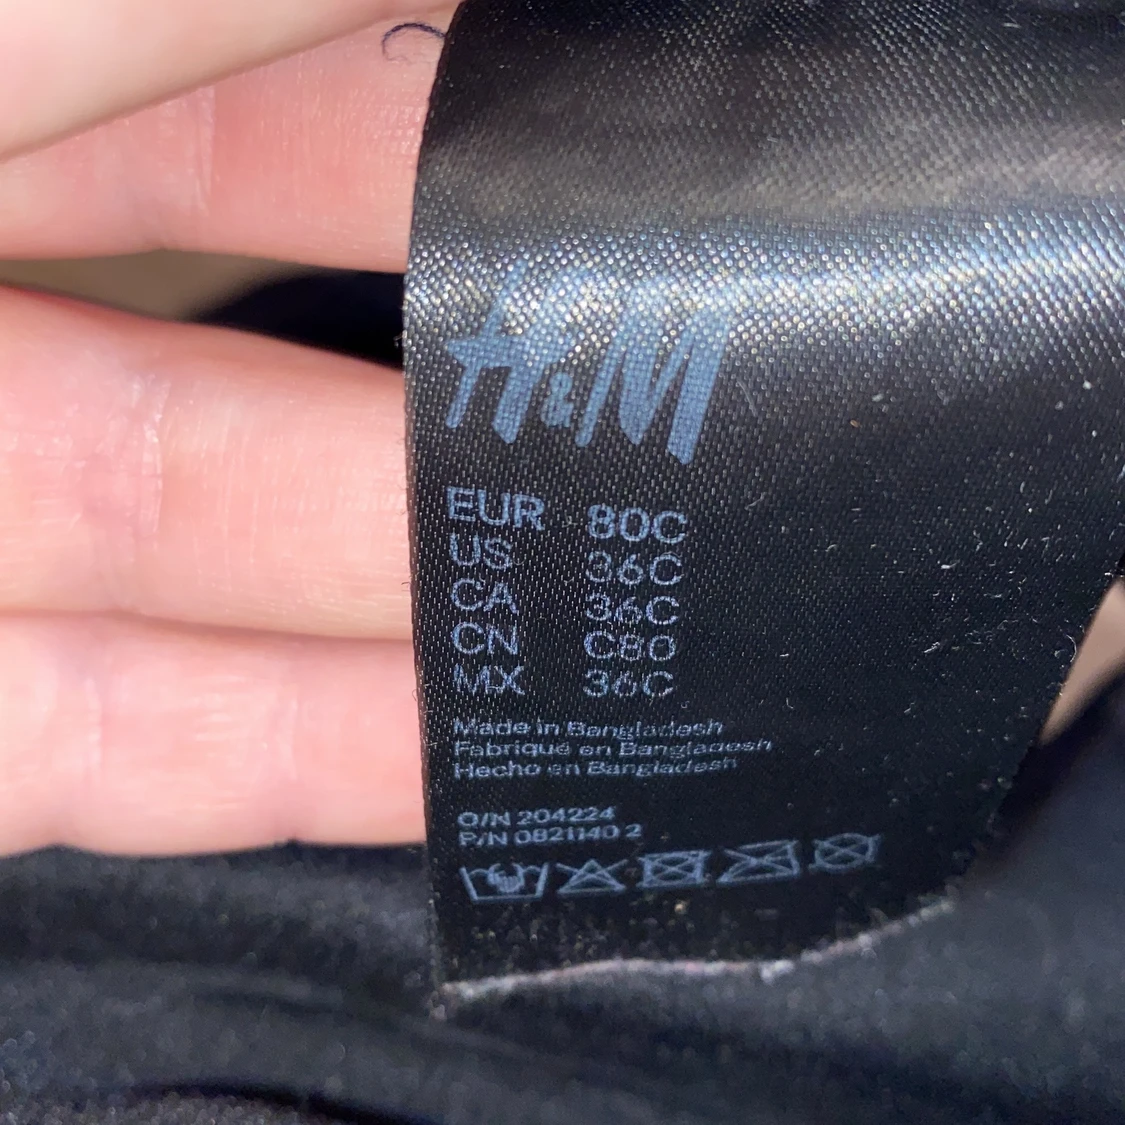 H&M
EUR 80C
US 36C
CA 36C
CN C80
MX 36C
Made in Bangladesh
Fabriqué en Bangladesh
Hecho en Bangladesh
O/N 204224
P/N 0821140 2